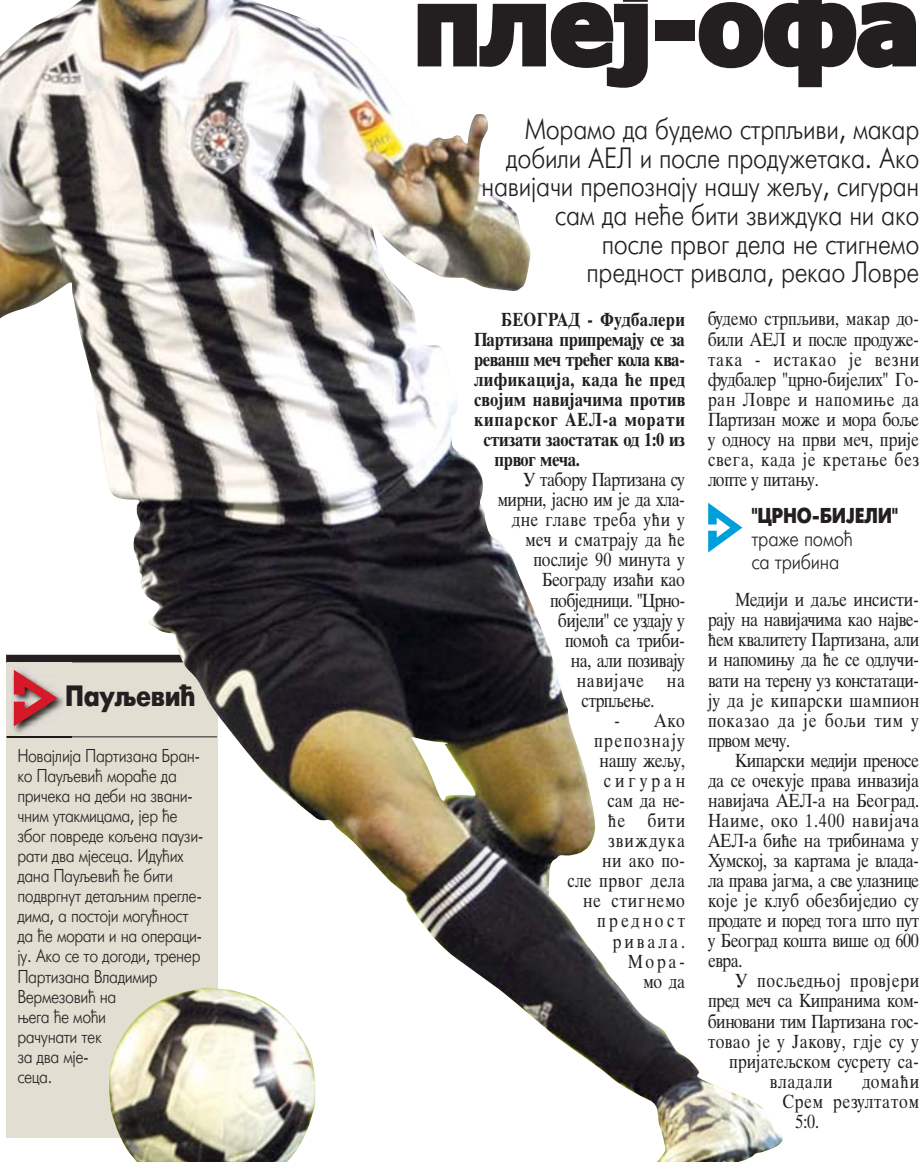 плеј-офа
Морамо да будемо стрпљиви, макар
добили АЕЛ и после продужетака. Ако
навијачи препознају нашу жељу, сигуран
сам да неће бити звиждука ни ако
после првог дела не стигнемо
предност ривала, рекао Ловре
adidas
7
БЕОГРАД - Фудбалери
Партизана припремају се за
реванш меч трећег кола ква-
лификација, када ће пред
својим навијачима против
кипарског АЕЛ-а морати
стизати заостатак од 1:0 из
првог меча.
У табору Партизана су
мирни, јасно им је да хла-
дне главе треба ући у
меч и сматрају да ће
послије 90 минута у
Београду изаћи као
побједници. "Црно-
бијели" се уздају у
помоћ са триби-
на, али позивају
навијаче на
стрпљење.
- Ако
препознају
нашу жељу,
сигуран
сам да не-
ће бити
звиждука
ни ако по-
сле првог дела
не стигнемо
предност
ривала.
Мора-
мо да
будемо стрпљиви, макар до-
били АЕЛ и после продуже-
така - истакао је везни
фудбалер "црно-бијелих" Го-
ран Ловре и напомиње да
Партизан може и мора боље
у односу на први меч, прије
свега, када је кретање без
лопте у питању.
"ЦРНО-БИЈЕЛИ"
траже помоћ
са трибина
Медији и даље инсисти-
рају на навијачима као најве-
ћем квалитету Партизана, али
и напомињу да ће се одлучи-
вати на терену уз констатаци-
ју да је кипарски шампион
показао да је бољи тим у
првом мечу.
Кипарски медији преносе
да се очекује права инвазија
навијача АЕЛ-а на Београд.
Наиме, око 1.400 навијача
АЕЛ-а биће на трибинама у
Хумској, за картама је влада-
ла права јагма, а све улазнице
које је клуб обезбиједио су
продате и поред тога што пут
у Београд кошта више од 600
евра.
У посљедњој провјери
пред меч са Кипранима ком-
биновани тим Партизана гос-
товао је у Јакову, гдје су у
пријатељском сусрету са-
владали домаћи
Срем резултатом
5:0.
Пауљевић
Новајлија Партизана Бран-
ко Пауљевић мораће да
причека на деби на звани-
чним утакмицама, јер ће
због повреде кољена паузи-
рати два мјесеца. Идућих
дана Пауљевић ће бити
подвргнут детаљним прегле-
дима, а постоји могућност
да ће морати и на операци-
ју. Ако се то догоди, тренер
Партизана Владимир
Вермезовић на
њега ће моћи
рачунати тек
за два мје-
сеца.